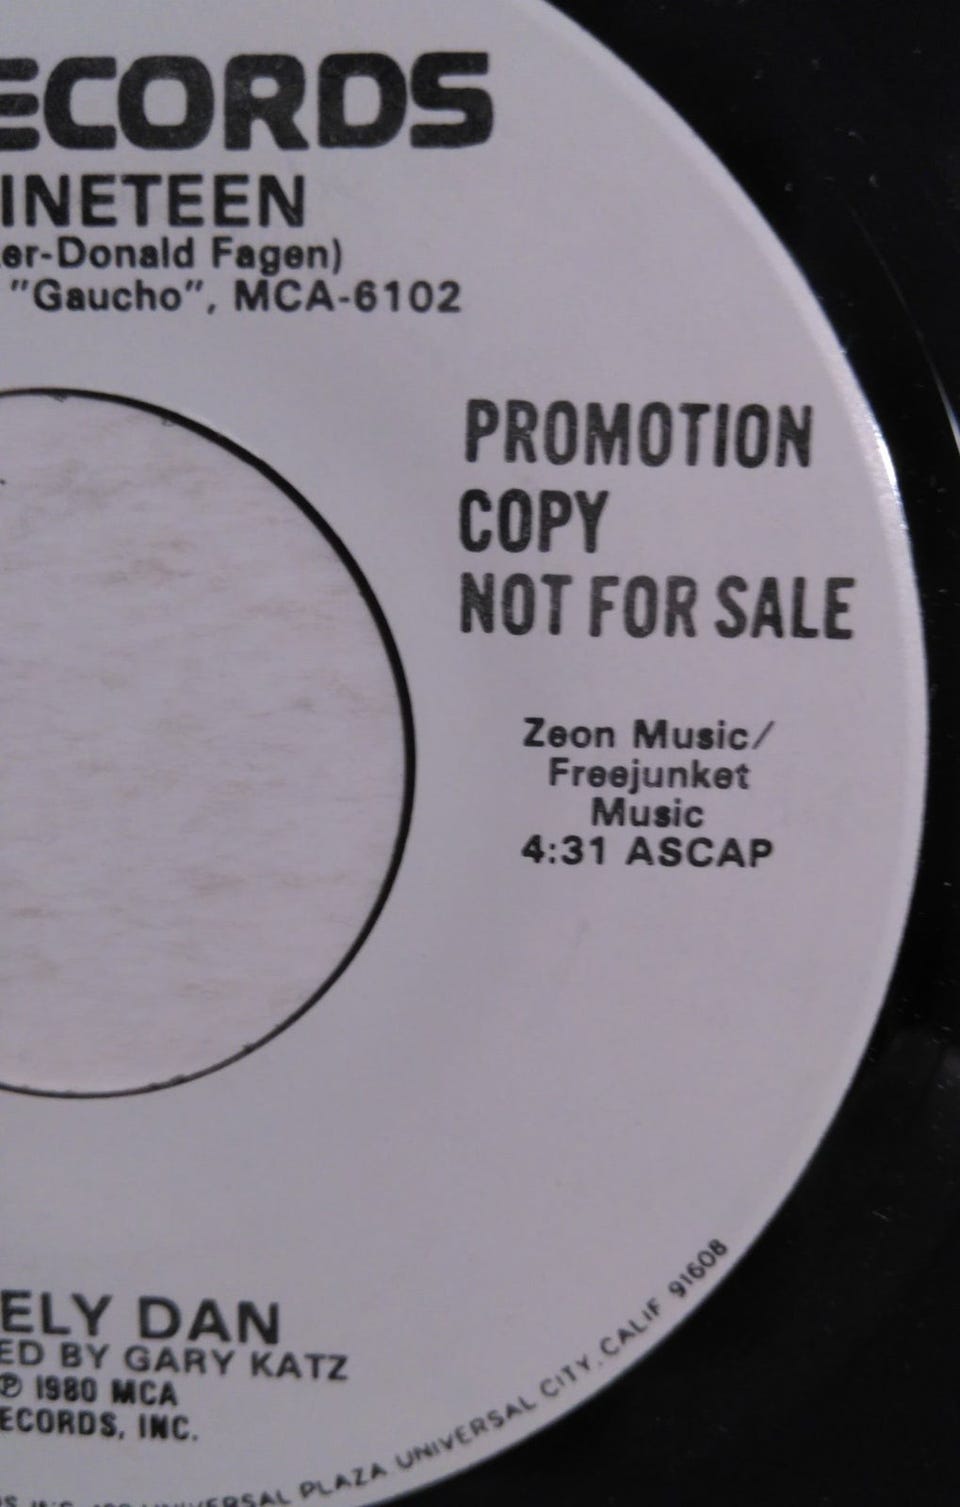 ECORDS
INETEEN
er-Donald Fagen)
"Gaucho", MCA-6102
PROMOTION
COPY
NOT FOR SALE
Zeon Music/
Freejunket
Music
4:31 ASCAP
ELY DAN
ED BY GARY KATZ
℗ 1980 MCA
ECORDS, INC.
UNIVERSAL PLAZA UNIVERSAL CITY, CALIF 91608